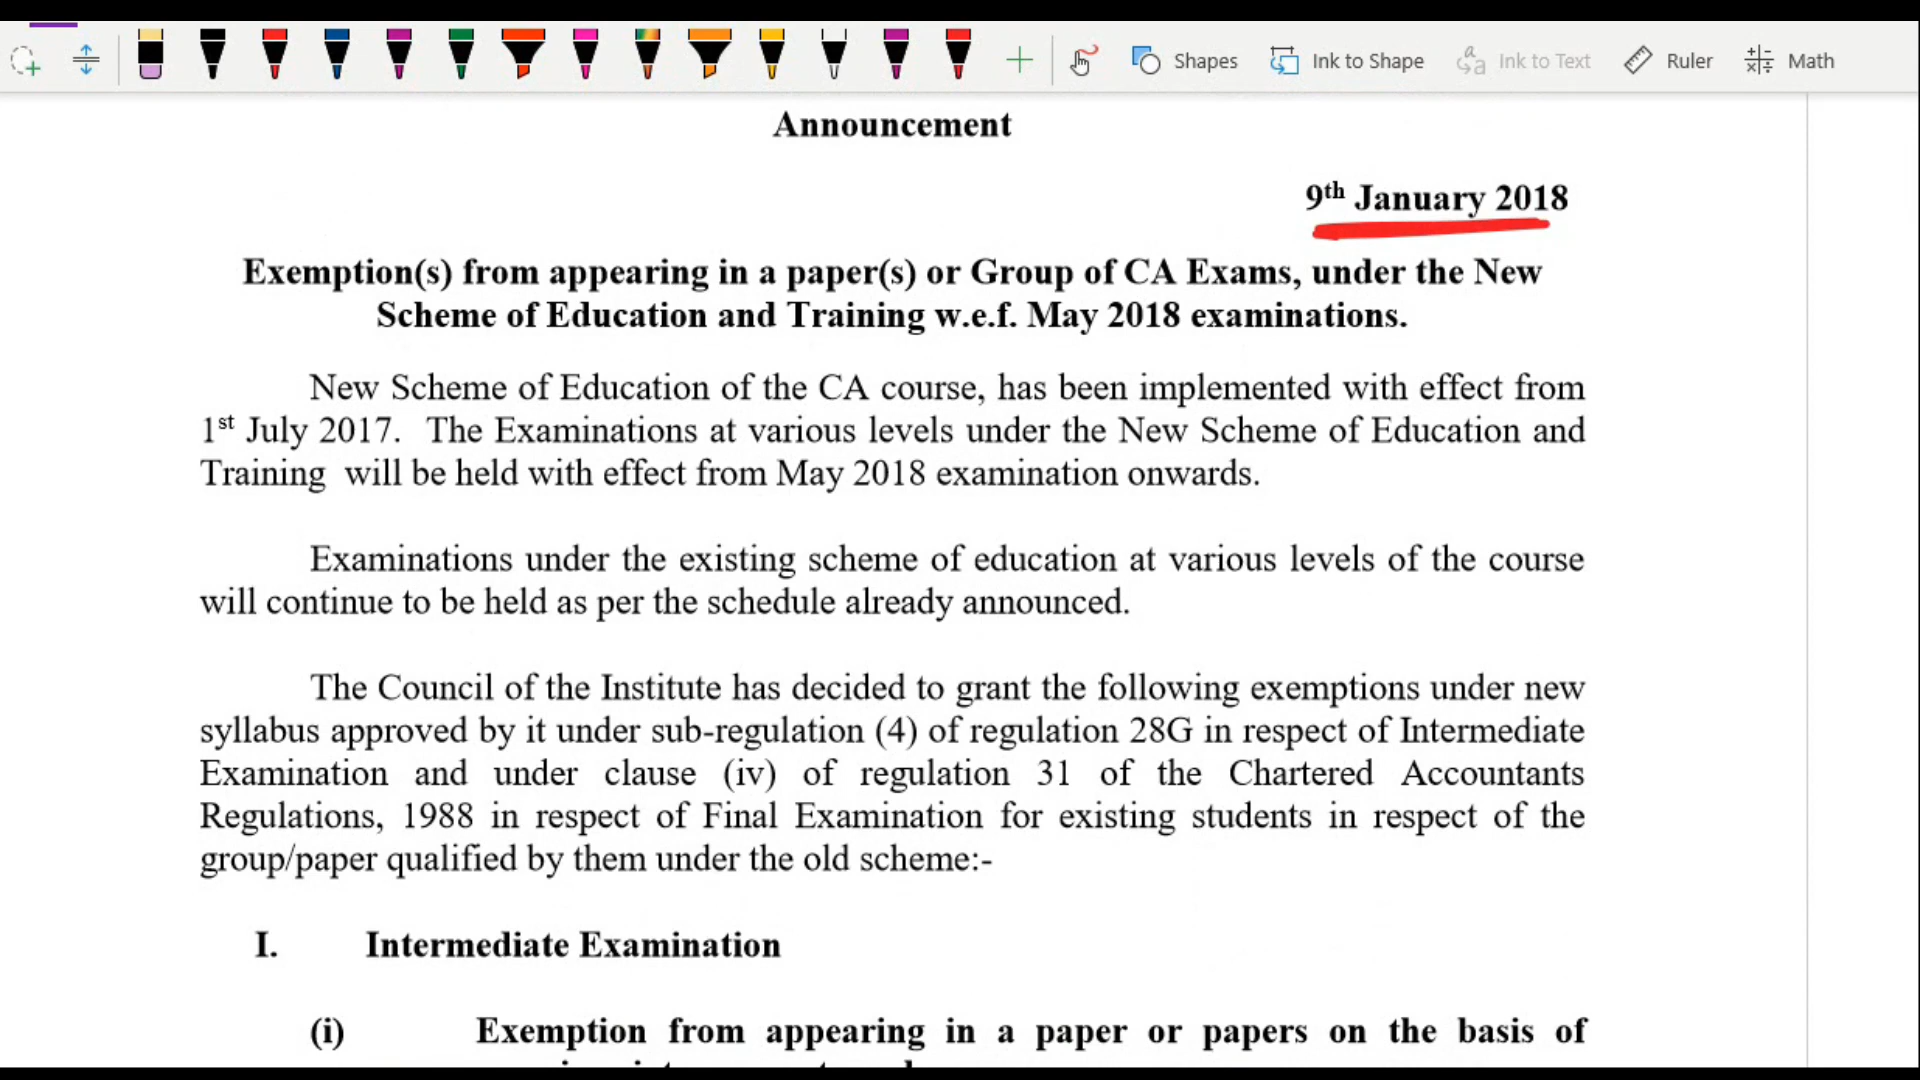 Shapes
Ink to Shape
Ink to Text
Ruler
Math
Announcement
9th January 2018
Exemption(s) from appearing in a paper(s) or Group of CA Exams, under the New
Scheme of Education and Training w.e.f. May 2018 examinations.
New Scheme of Education of the CA course, has been implemented with effect from
1st July 2017. The Examinations at various levels under the New Scheme of Education and
Training will be held with effect from May 2018 examination onwards.
Examinations under the existing scheme of education at various levels of the course
will continue to be held as per the schedule already announced.
The Council of the Institute has decided to grant the following exemptions under new
syllabus approved by it under sub-regulation (4) of regulation 28G in respect of Intermediate
Examination and under clause (iv) of regulation 31 of the Chartered Accountants
Regulations, 1988 in respect of Final Examination for existing students in respect of the
group/paper qualified by them under the old scheme:-
I. Intermediate Examination
(i) Exemption from appearing in a paper or papers on the basis of